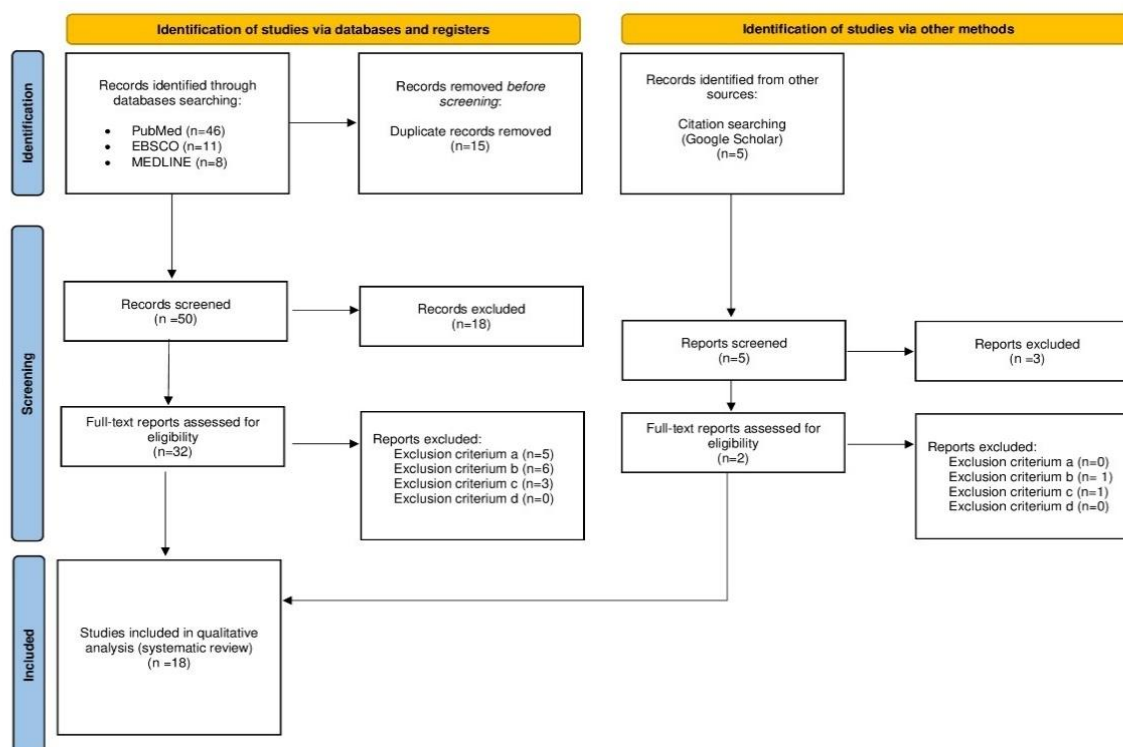 Identification of studies via databases and registers
Identification of studies via other methods
Identification
Records identified through
databases searching:
• PubMed (n=46)
• EBSCO (n=11)
• MEDLINE (n=8)
Records removed before
screening:
Duplicate records removed
(n=15)
Records identified from other
sources:
Citation searching
(Google Scholar)
(n=5)
Screening
Records screened
(n =50)
Records excluded
(n=18)
Reports screened
(n=5)
Reports excluded
(n =3)
Full-text reports assessed for
eligibility
(n=32)
Reports excluded:
Exclusion criterium a (n=5)
Exclusion criterium b (n=6)
Exclusion criterium c (n=3)
Exclusion criterium d (n=0)
Full-text reports assessed for
eligibility
(n=2)
Reports excluded:
Exclusion criterium a (n=0)
Exclusion criterium b (n= 1)
Exclusion criterium c (n=1)
Exclusion criterium d (n=0)
Included
Studies included in qualitative
analysis (systematic review)
(n =18)